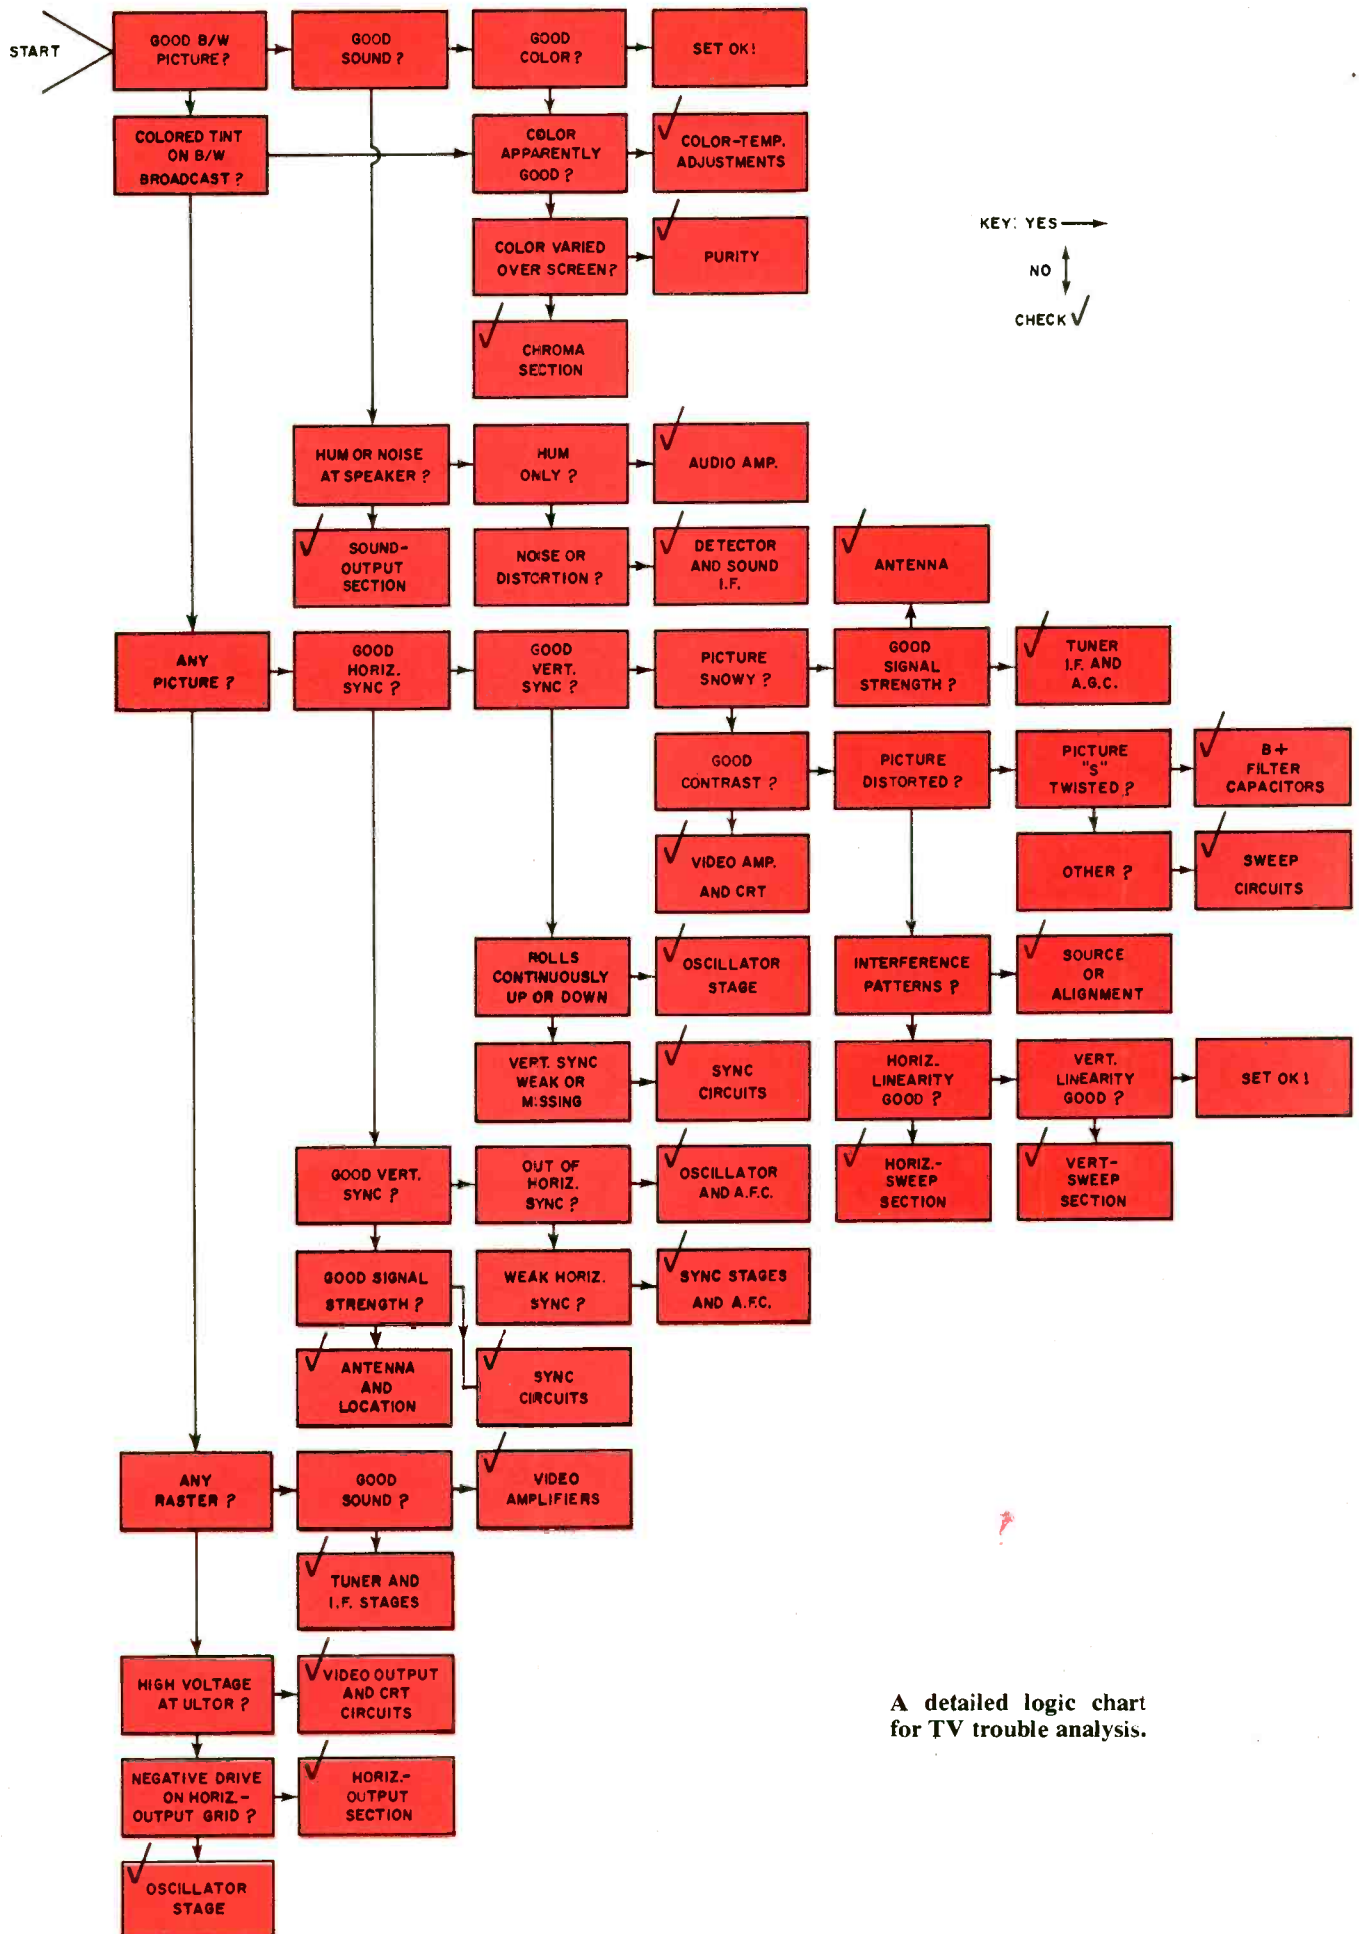 START
GOOD B/W
PICTURE?
GOOD
SOUND?
GOOD
COLOR?
SET OK!
COLORED TINT
ON B/W
BROADCAST?
COLOR
APPARENTLY
GOOD?
COLOR-TEMP.
ADJUSTMENTS
COLOR VARIED
OVER SCREEN?
PURITY
KEY: YES
NO
CHECK ✓
CHROMA
SECTION
HUM OR NOISE
AT SPEAKER?
HUM
ONLY?
AUDIO AMP.
SOUND-
OUTPUT
SECTION
NOISE OR
DISTORTION?
DETECTOR
AND SOUND
I.F.
ANTENNA
ANY
PICTURE?
GOOD
HORIZ.
SYNC?
GOOD
VERT.
SYNC?
PICTURE
SNOWY?
GOOD
SIGNAL
STRENGTH?
TUNER
I.F. AND
A.G.C.
GOOD
CONTRAST?
PICTURE
DISTORTED?
PICTURE
"S"
TWISTED?
B+
FILTER
CAPACITORS
VIDEO AMP.
AND CRT
OTHER?
SWEEP
CIRCUITS
ROLLS
CONTINUOUSLY
UP OR DOWN
OSCILLATOR
STAGE
INTERFERENCE
PATTERNS?
SOURCE
OR
ALIGNMENT
VERT. SYNC
WEAK OR
MISSING
SYNC
CIRCUITS
HORIZ.
LINEARITY
GOOD?
VERT.
LINEARITY
GOOD?
SET OK!
GOOD VERT.
SYNC?
OUT OF
HORIZ.
SYNC?
OSCILLATOR
AND A.F.C.
HORIZ.-
SWEEP
SECTION
VERT-
SWEEP
SECTION
GOOD SIGNAL
STRENGTH?
WEAK HORIZ.
SYNC?
SYNC STAGES
AND A.F.C.
ANTENNA
AND
LOCATION
SYNC
CIRCUITS
ANY
RASTER?
GOOD
SOUND?
VIDEO
AMPLIFIERS
TUNER AND
I.F. STAGES
HIGH VOLTAGE
AT ULTOR?
VIDEO OUTPUT
AND CRT
CIRCUITS
NEGATIVE DRIVE
ON HORIZ.-
OUTPUT GRID?
HORIZ.-
OUTPUT
SECTION
OSCILLATOR
STAGE
A detailed logic chart
for TV trouble analysis.